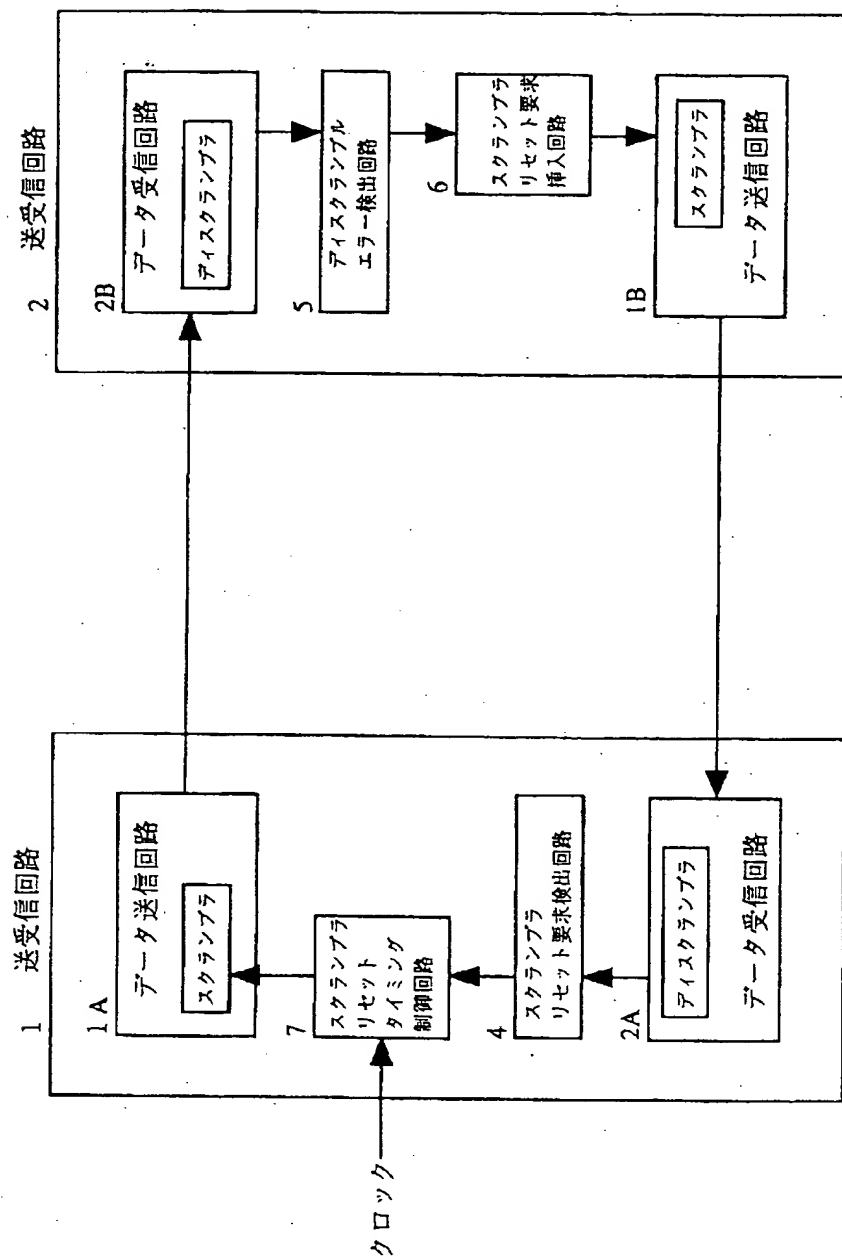 1
送受信回路
1A
データ送信回路
スクランブラ
7
スクランブラ
リセット
タイミング
制御回路
クロック
4
スクランブラ
リセット要求検出回路
2A
ディスクランブラ
データ受信回路
2
送受信回路
2B
データ受信回路
ディスクランブラ
5
ディスクランブル
エラー検出回路
6
スクランブラ
リセット要求
挿入回路
1B
スクランブラ
データ送信回路